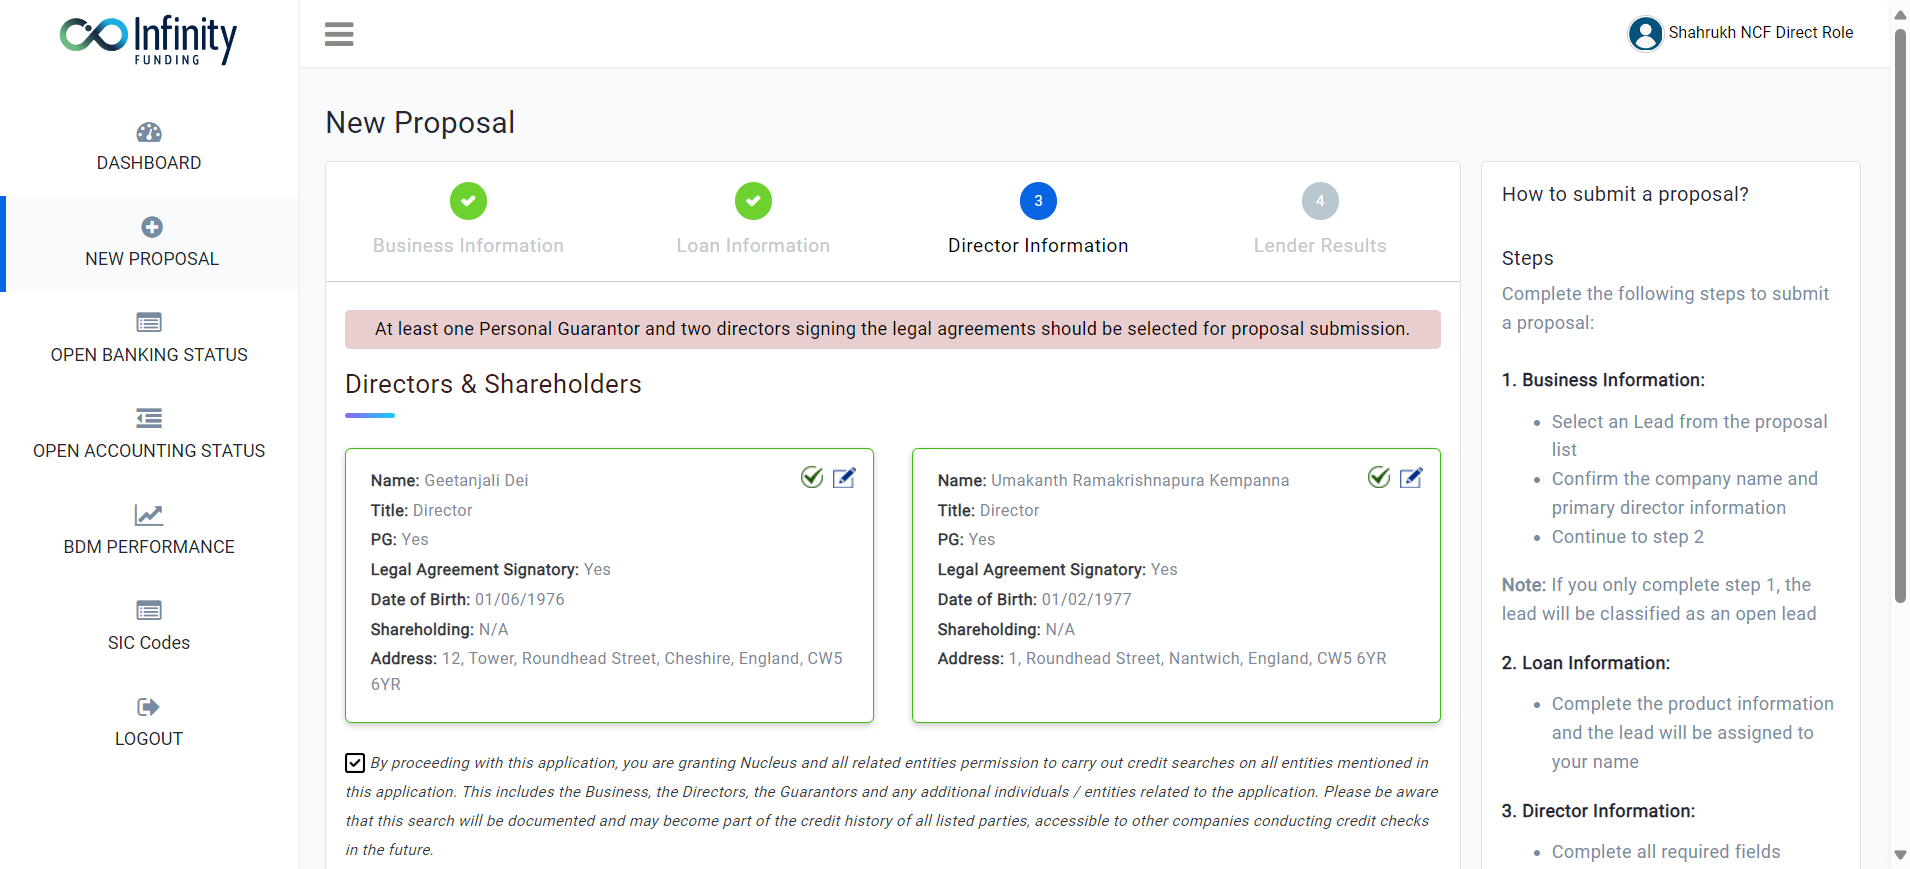 Infinity
FUNDING
Shahrukh NCF Direct Role
DASHBOARD
NEW PROPOSAL
OPEN BANKING STATUS
OPEN ACCOUNTING STATUS
BDM PERFORMANCE
SIC Codes
LOGOUT
New Proposal
3
4
Business Information
Loan Information
Director Information
Lender Results
At least one Personal Guarantor and two directors signing the legal agreements should be selected for proposal submission.
Directors & Shareholders
Name: Geetanjali Dei
Title: Director
PG: Yes
Legal Agreement Signatory: Yes
Date of Birth: 01/06/1976
Shareholding: N/A
Address: 12, Tower, Roundhead Street, Cheshire, England, CW5
6YR
Name: Umakanth Ramakrishnapura Kempanna
Title: Director
PG: Yes
Legal Agreement Signatory: Yes
Date of Birth: 01/02/1977
Shareholding: N/A
Address: 1, Roundhead Street, Nantwich, England, CW5 6YR
By proceeding with this application, you are granting Nucleus and all related entities permission to carry out credit searches on all entities mentioned in
this application. This includes the Business, the Directors, the Guarantors and any additional individuals / entities related to the application. Please be aware
that this search will be documented and may become part of the credit history of all listed parties, accessible to other companies conducting credit checks
in the future.
How to submit a proposal?
Steps
Complete the following steps to submit
a proposal:
1. Business Information:
• Select an Lead from the proposal
list
• Confirm the company name and
primary director information
• Continue to step 2
Note: If you only complete step 1, the
lead will be classified as an open lead
2. Loan Information:
• Complete the product information
and the lead will be assigned to
your name
3. Director Information:
• Complete all required fields